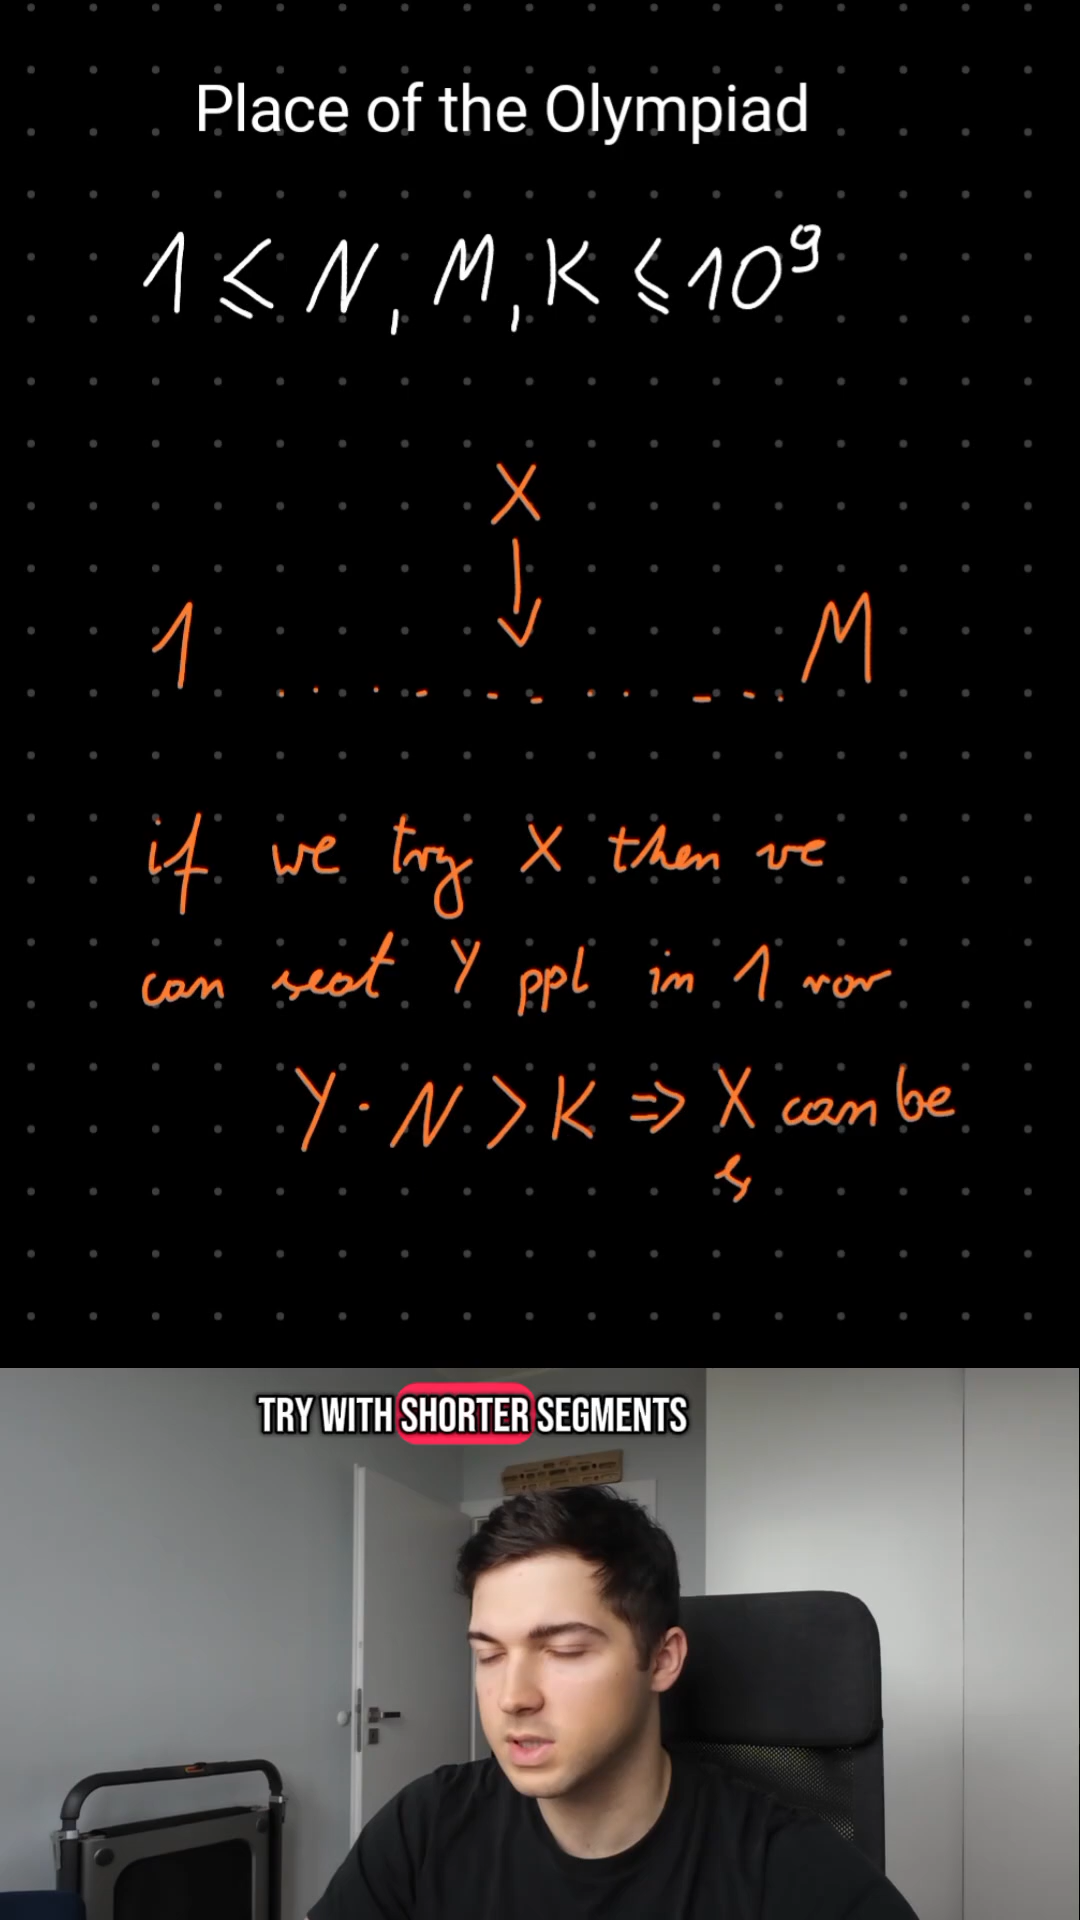 Place of the Olympiad
1 ≤ N, M, K ≤ 10⁹
X
↓
1 ........... M
if we try X then we
can seat Y ppl in 1 row
Y · N > K ⇒ X can be
s
TRY WITH SHORTER SEGMENTS